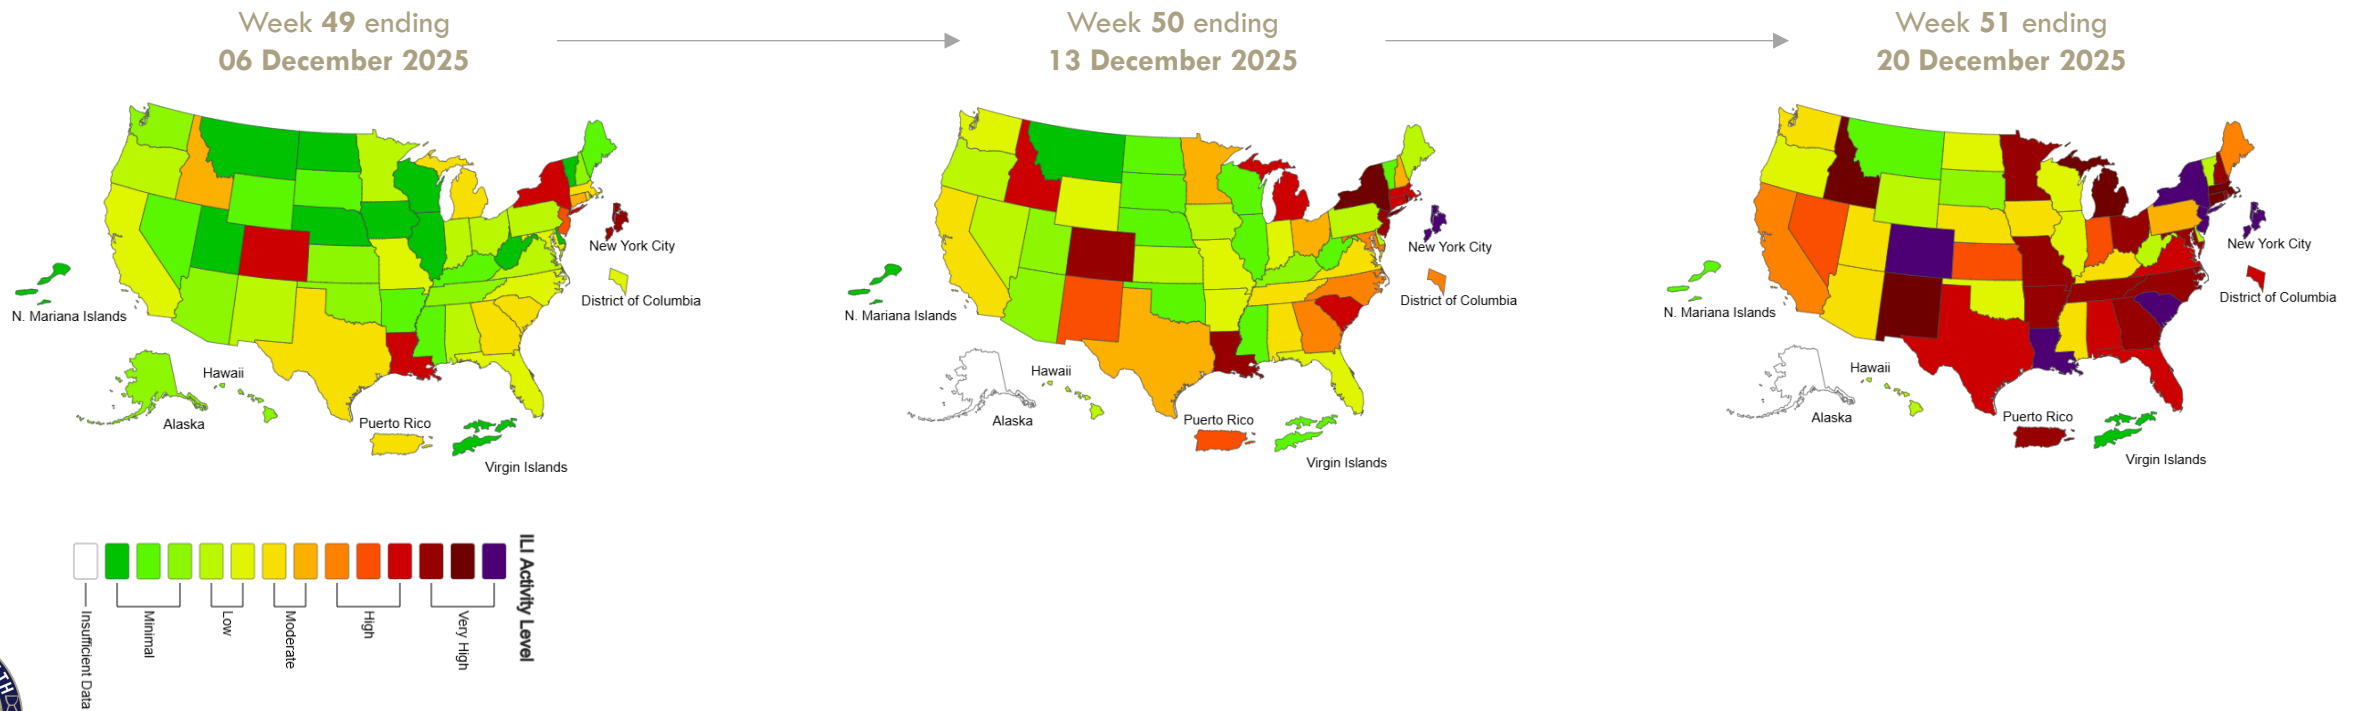 Week 49 ending
06 December 2025
Week 50 ending
13 December 2025
Week 51 ending
20 December 2025
New York City
District of Columbia
N. Mariana Islands
Hawaii
Alaska
Puerto Rico
Virgin Islands
New York City
District of Columbia
N. Mariana Islands
Hawaii
Alaska
Puerto Rico
Virgin Islands
New York City
District of Columbia
N. Mariana Islands
Hawaii
Alaska
Puerto Rico
Virgin Islands
ILI Activity Level
Insufficient Data
Minimal
Low
Moderate
High
Very High
TH